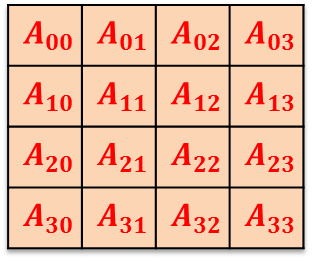 A₀₀ A₀₁ A₀₂ A₀₃
A₁₀ A₁₁ A₁₂ A₁₃
A₂₀ A₂₁ A₂₂ A₂₃
A₃₀ A₃₁ A₃₂ A₃₃